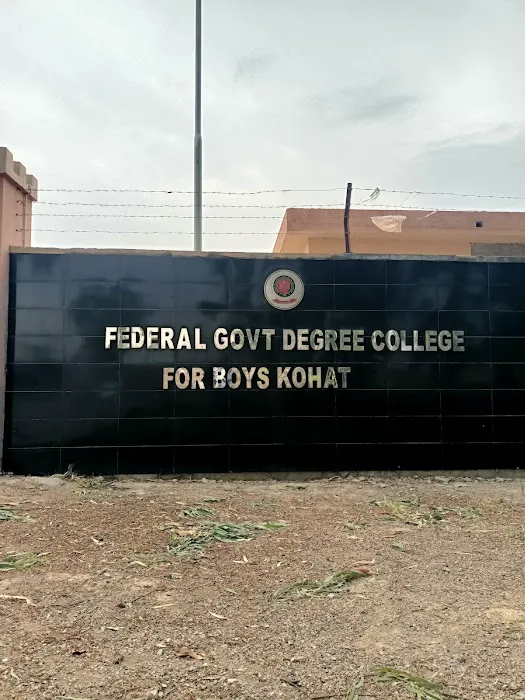 FEDERAL GOVT DEGREE COLLEGE
FOR BOYS KOHAT